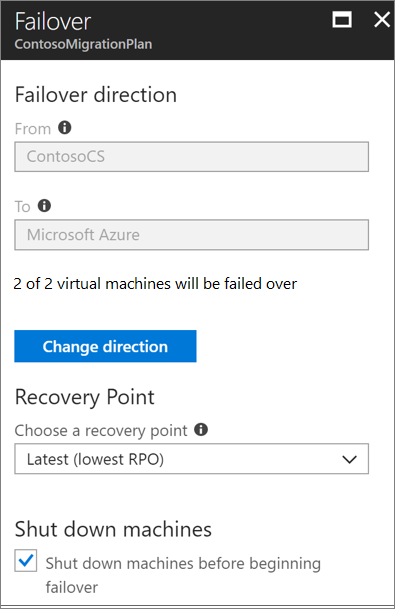 Failover
ContosoMigrationPlan
Failover direction
From
ContosoCS
To
Microsoft Azure
2 of 2 virtual machines will be failed over
Change direction
Recovery Point
Choose a recovery point
Latest (lowest RPO)
Shut down machines
Shut down machines before beginning
failover